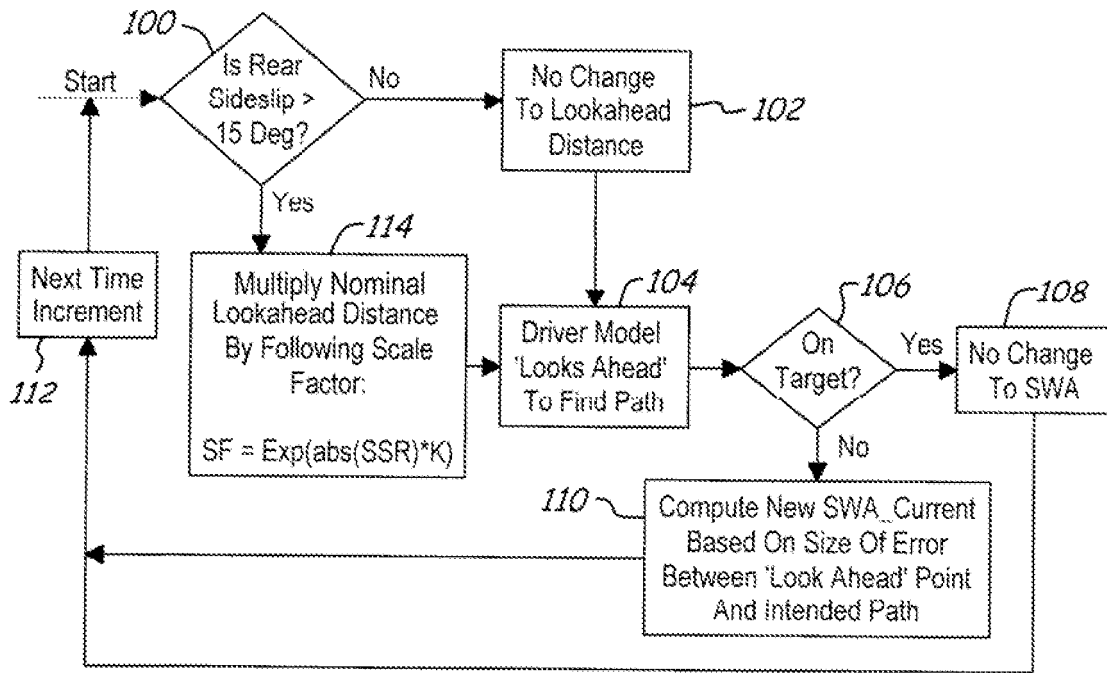 100
Start
Is Rear
Sideslip >
15 Deg?
No
No Change
To Lookahead
Distance
102
Yes
114
Next Time
Increment
112
Multiply Nominal
Lookahead Distance
By Following Scale
Factor:
SF = Exp(abs(SSR)*K)
104
Driver Model
'Looks Ahead'
To Find Path
106
On
Target?
Yes
108
No Change
To SWA
No
110
Compute New SWA_Current
Based On Size Of Error
Between 'Look Ahead' Point
And Intended Path